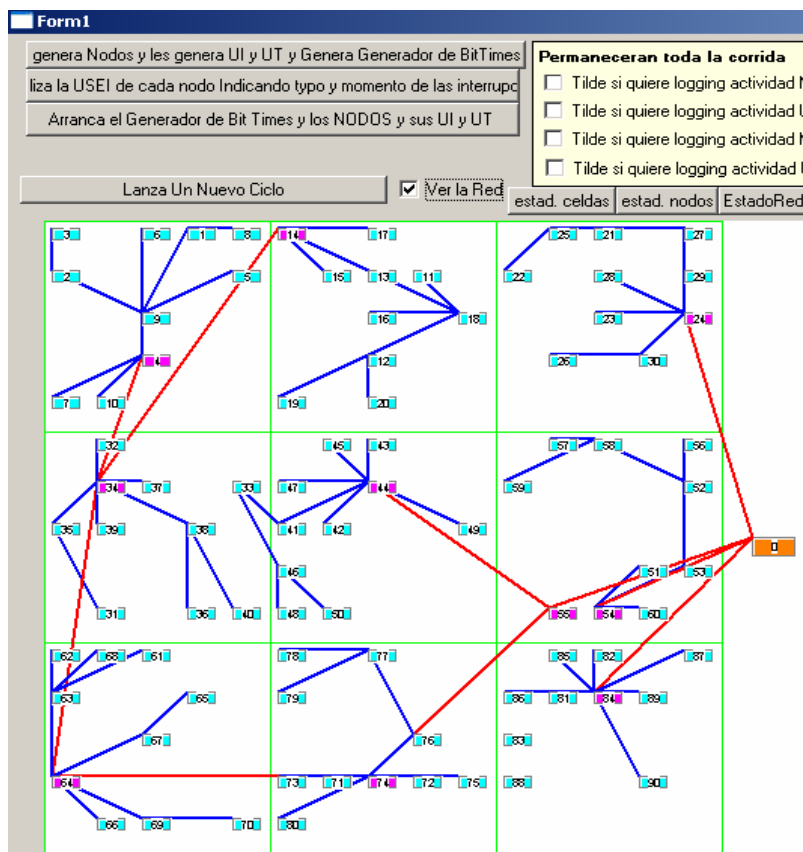 Form1
genera Nodos y les genera UI y UT y Genera Generador de BitTimes
liza la USEI de cada nodo Indicando typo y momento de las interrupc
Arranca el Generador de Bit Times y los NODOS y sus UI y UT
Permaneceran toda la corrida
Tilde si quiere logging actividad N
Tilde si quiere logging actividad U
Tilde si quiere logging actividad N
Tilde si quiere logging actividad U
Lanza Un Nuevo Ciclo
Ver la Red
estad. celdas estad. nodos EstadoRed
3 6 1 8 14 17 25 21 27
2 5 15 13 11 22 28 29
9 16 18 23 24
4 12 26 30
7 10 19 20
32 45 43 57 58 56
34 37 33 47 44 59 52
35 39 38 41 42 49
46 51 53 0
31 36 40 48 50 55 54 60
62 68 61 78 77 85 82 87
63 65 79 86 81 84 89
67 76 83
64 73 71 74 72 75 88 90
66 69 70 80